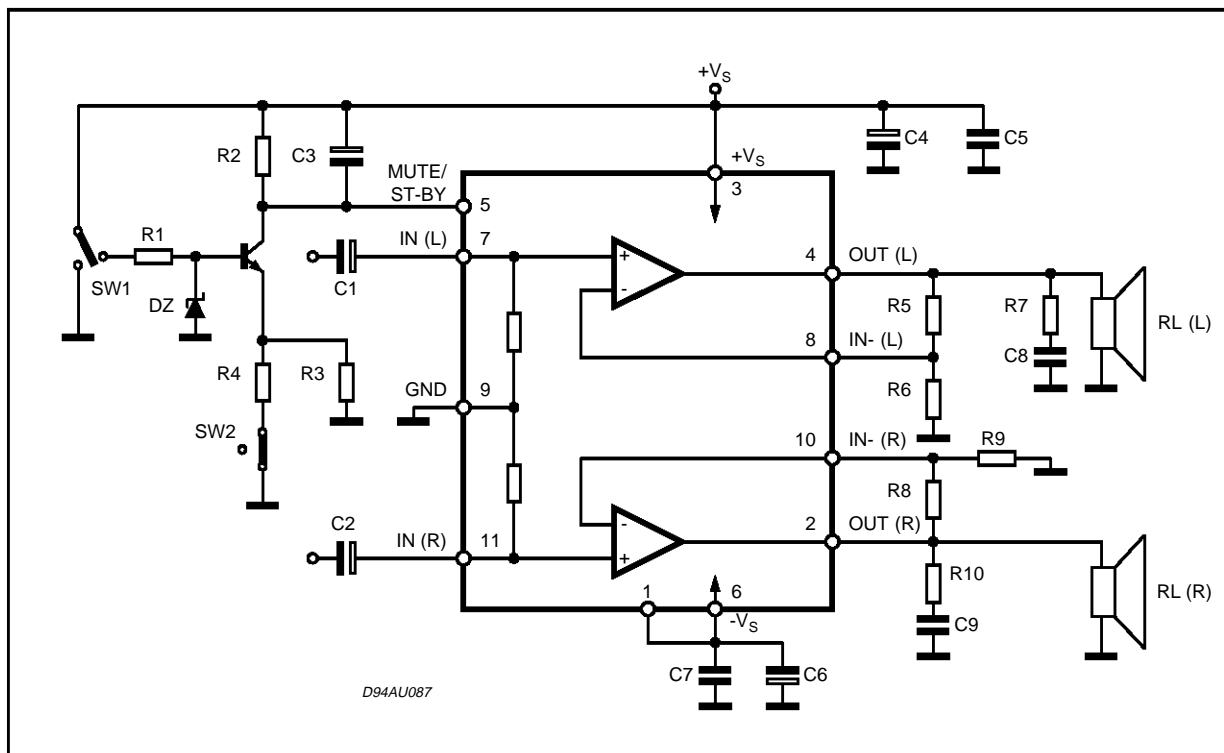 +VS
R2
C3
C4
C5
MUTE/
ST-BY
5
+VS
3
R1
IN (L)
7
SW1
DZ
C1
+
-
4
OUT (L)
R5
R7
RL (L)
8
IN- (L)
C8
R4
R3
GND
9
R6
SW2
10
IN- (R)
R9
R8
C2
IN (R)
11
-
+
2
OUT (R)
R10
RL (R)
1
6
-VS
C9
C7
C6
D94AU087